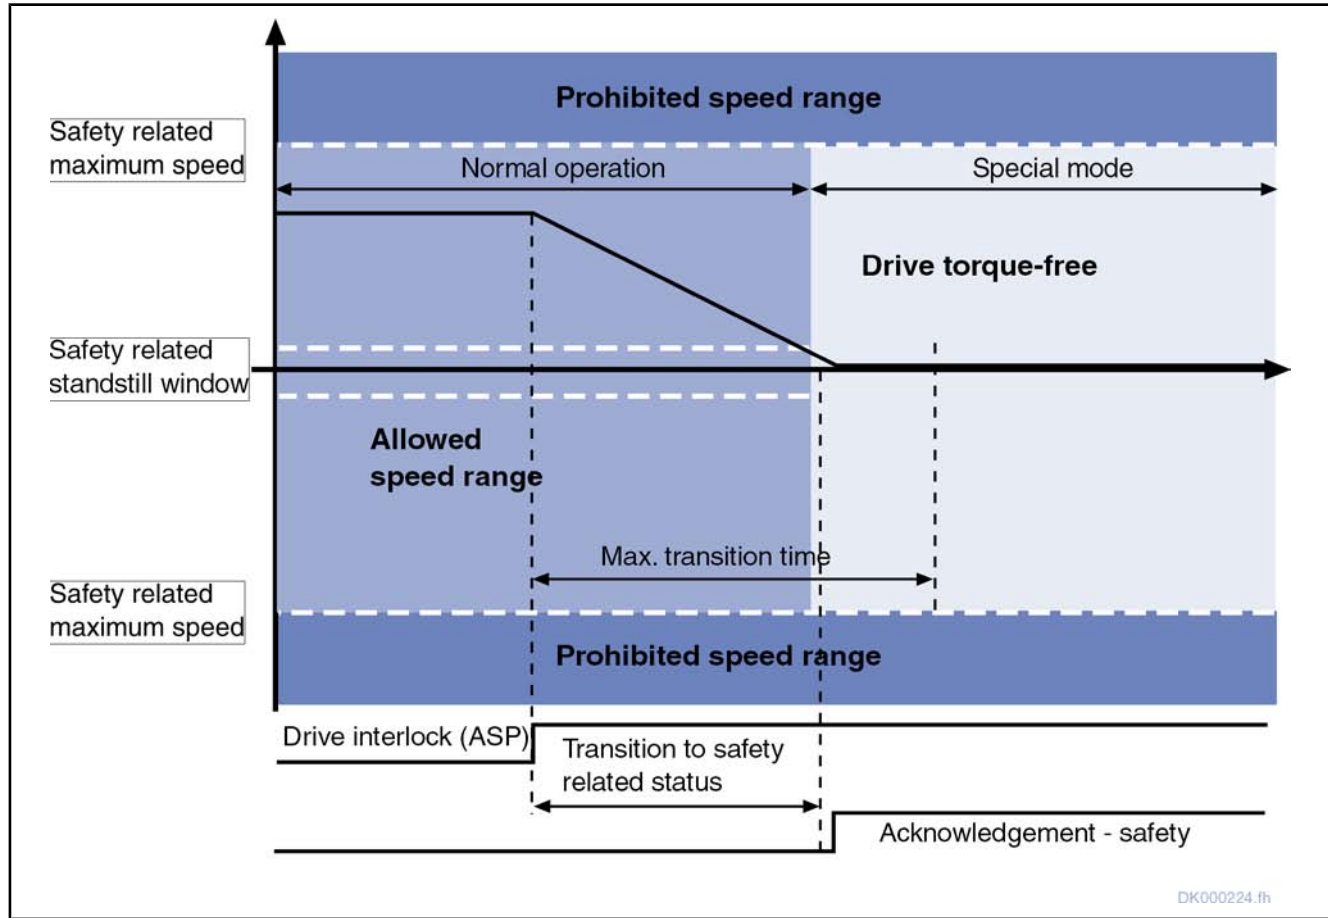 Prohibited speed range
Safety related
maximum speed
Normal operation
Special mode
Drive torque-free
Safety related
standstill window
Allowed
speed range
Max. transition time
Safety related
maximum speed
Prohibited speed range
Drive interlock (ASP)
Transition to safety
related status
Acknowledgement - safety
DK000224.fh